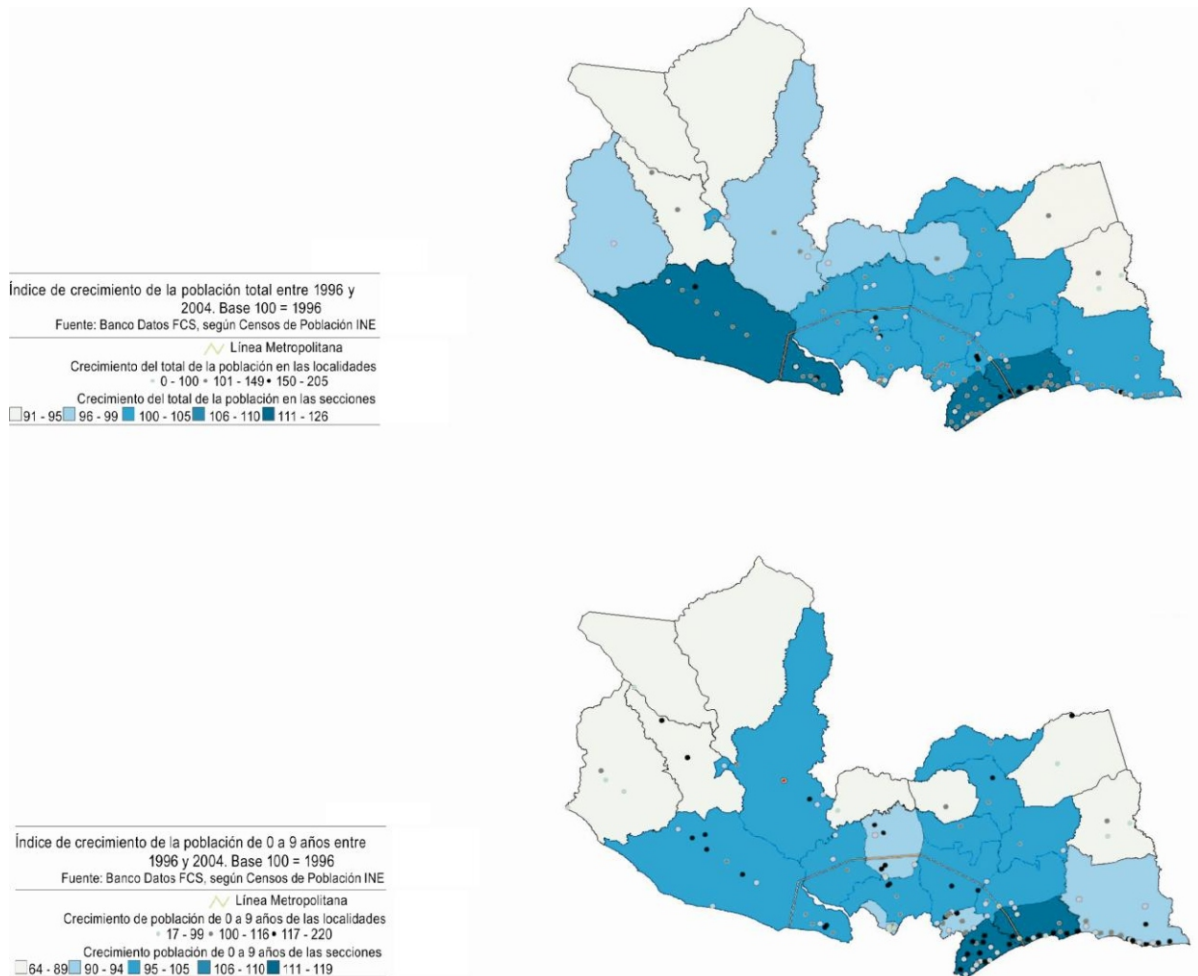 Índice de crecimiento de la población total entre 1996 y
2004. Base 100 = 1996
Fuente: Banco Datos FCS, según Censos de Población INE
Línea Metropolitana
Crecimiento del total de la población en las localidades
0 - 100 101 - 149 150 - 205
Crecimiento del total de la población en las secciones
91 - 95 96 - 99 100 - 105 106 - 110 111 - 126
Índice de crecimiento de la población de 0 a 9 años entre
1996 y 2004. Base 100 = 1996
Fuente: Banco Datos FCS, según Censos de Población INE
Línea Metropolitana
Crecimiento de población de 0 a 9 años de las localidades
17 - 99 100 - 116 117 - 220
Crecimiento población de 0 a 9 años de las secciones
64 - 89 90 - 94 95 - 105 106 - 110 111 - 119